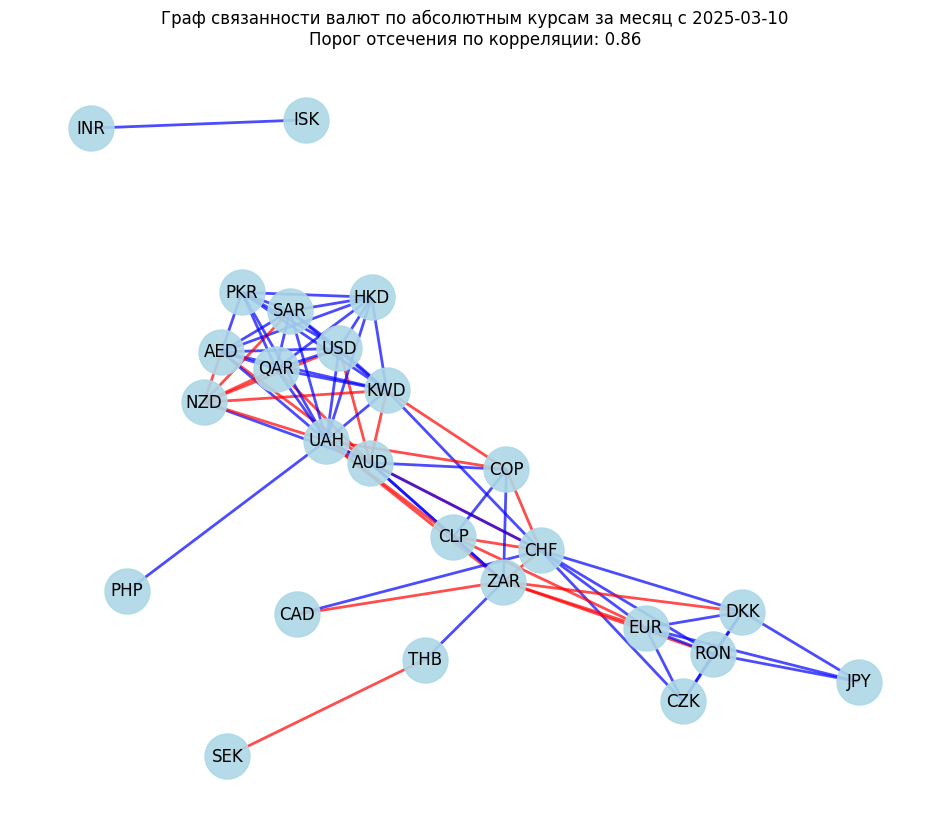 Граф связанности валют по абсолютным курсам за месяц с 2025-03-10
Порог отсечения по корреляции: 0.86
ISK
INR
PKR
HKD
SAR
USD
AED
QAR
KWD
NZD
UAH
AUD
COP
CLP
CHF
ZAR
PHP
CAD
DKK
EUR
RON
THB
JPY
CZK
SEK